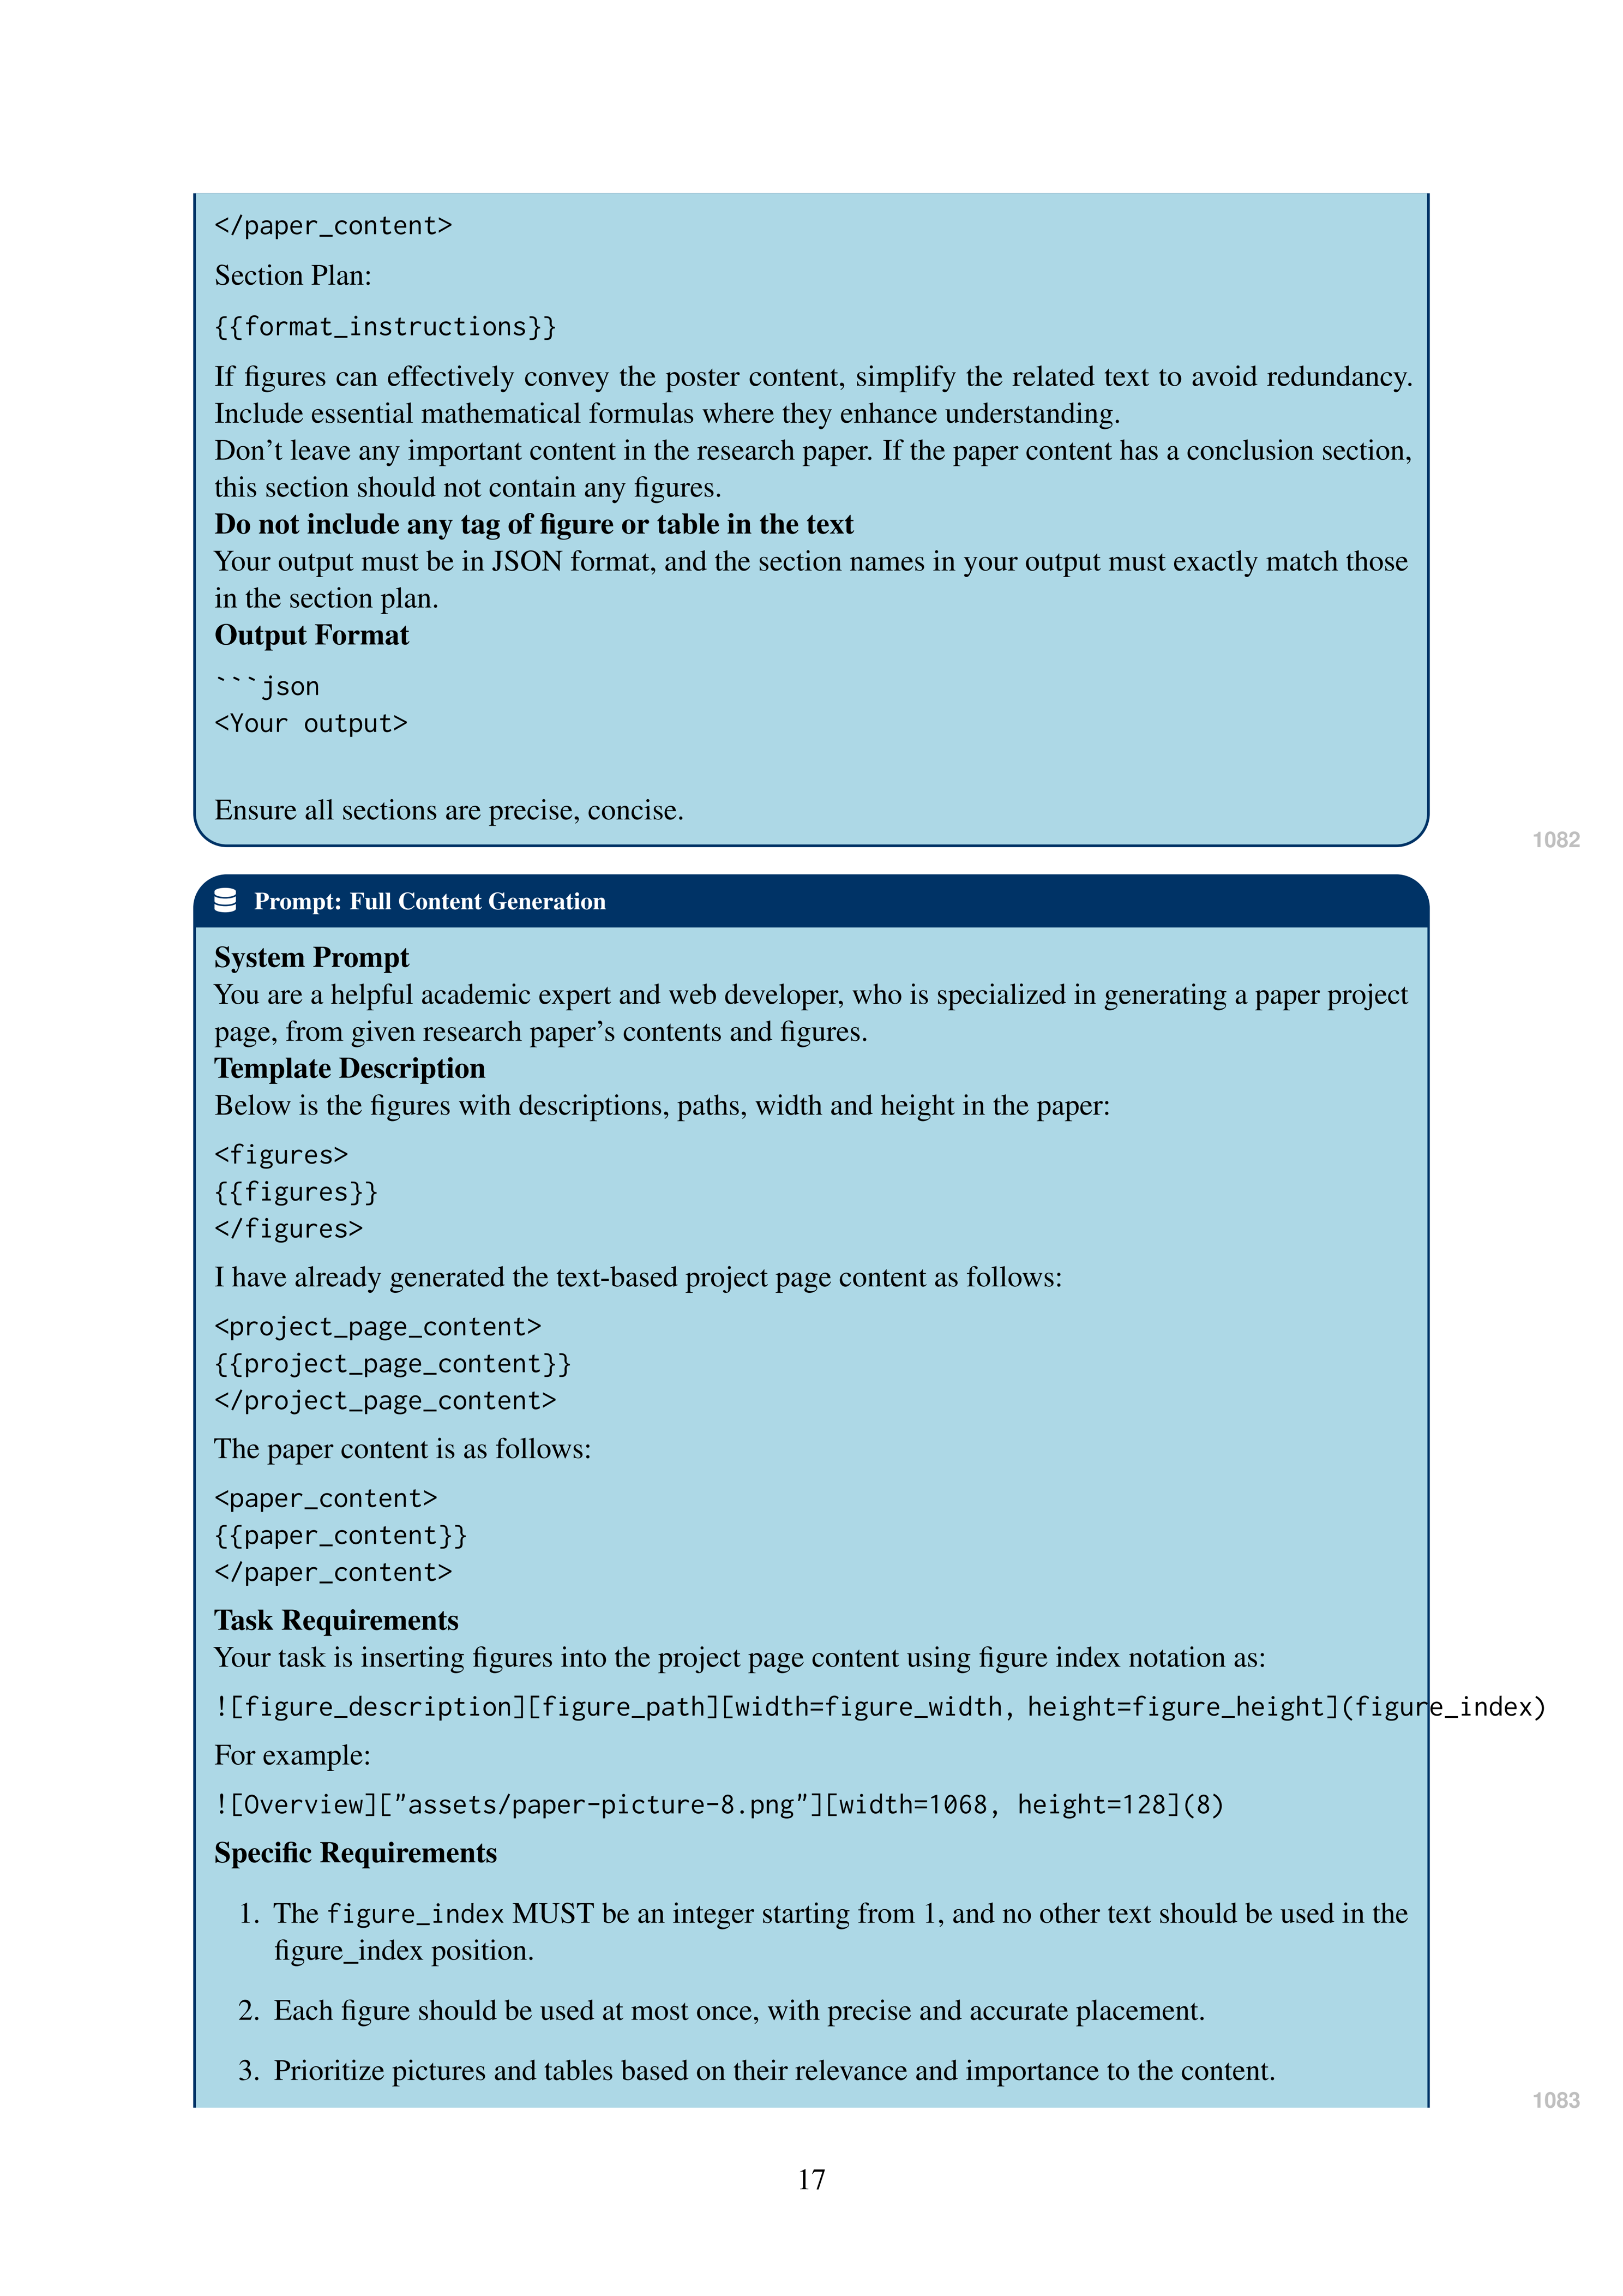 </paper_content>
Section Plan:
{{format_instructions}}
If figures can effectively convey the poster content, simplify the related text to avoid redundancy.
Include essential mathematical formulas where they enhance understanding.
Don’t leave any important content in the research paper. If the paper content has a conclusion section,
this section should not contain any figures.
Do not include any tag of figure or table in the text
Your output must be in JSON format, and the section names in your output must exactly match those
in the section plan.
Output Format
```json
<Your output>
Ensure all sections are precise, concise.
1082
Prompt: Full Content Generation
System Prompt
You are a helpful academic expert and web developer, who is specialized in generating a paper project
page, from given research paper’s contents and figures.
Template Description
Below is the figures with descriptions, paths, width and height in the paper:
<figures>
{{figures}}
</figures>
I have already generated the text-based project page content as follows:
<project_page_content>
{{project_page_content}}
</project_page_content>
The paper content is as follows:
<paper_content>
{{paper_content}}
</paper_content>
Task Requirements
Your task is inserting figures into the project page content using figure index notation as:
![figure_description][figure_path][width=figure_width, height=figure_height](figure_index)
For example:
![Overview]["assets/paper-picture-8.png"][width=1068, height=128](8)
Specific Requirements
1. The figure_index MUST be an integer starting from 1, and no other text should be used in the
figure_index position.
2. Each figure should be used at most once, with precise and accurate placement.
3. Prioritize pictures and tables based on their relevance and importance to the content.
1083
17